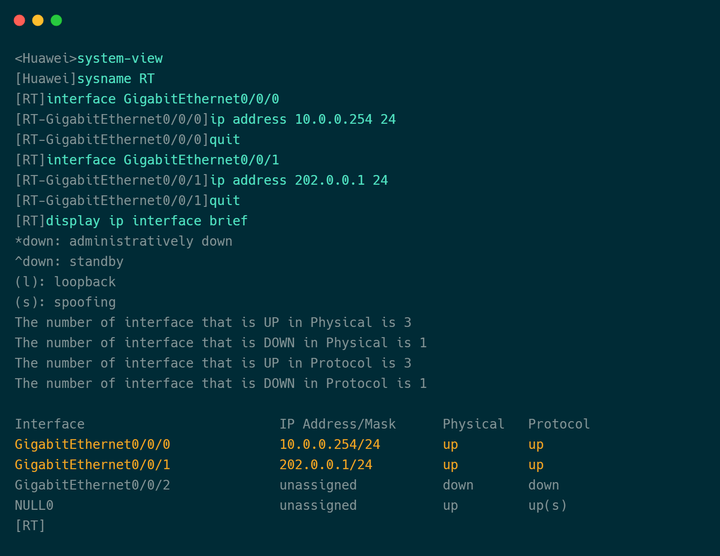 <Huawei>system-view
[Huawei]sysname RT
[RT]interface GigabitEthernet0/0/0
[RT-GigabitEthernet0/0/0]ip address 10.0.0.254 24
[RT-GigabitEthernet0/0/0]quit
[RT]interface GigabitEthernet0/0/1
[RT-GigabitEthernet0/0/1]ip address 202.0.0.1 24
[RT-GigabitEthernet0/0/1]quit
[RT]display ip interface brief
*down: administratively down
^down: standby
(l): loopback
(s): spoofing
The number of interface that is UP in Physical is 3
The number of interface that is DOWN in Physical is 1
The number of interface that is UP in Protocol is 3
The number of interface that is DOWN in Protocol is 1
Interface                         IP Address/Mask      Physical   Protocol
GigabitEthernet0/0/0              10.0.0.254/24        up         up
GigabitEthernet0/0/1              202.0.0.1/24         up         up
GigabitEthernet0/0/2              unassigned           down       down
NULL0                             unassigned           up         up(s)
[RT]